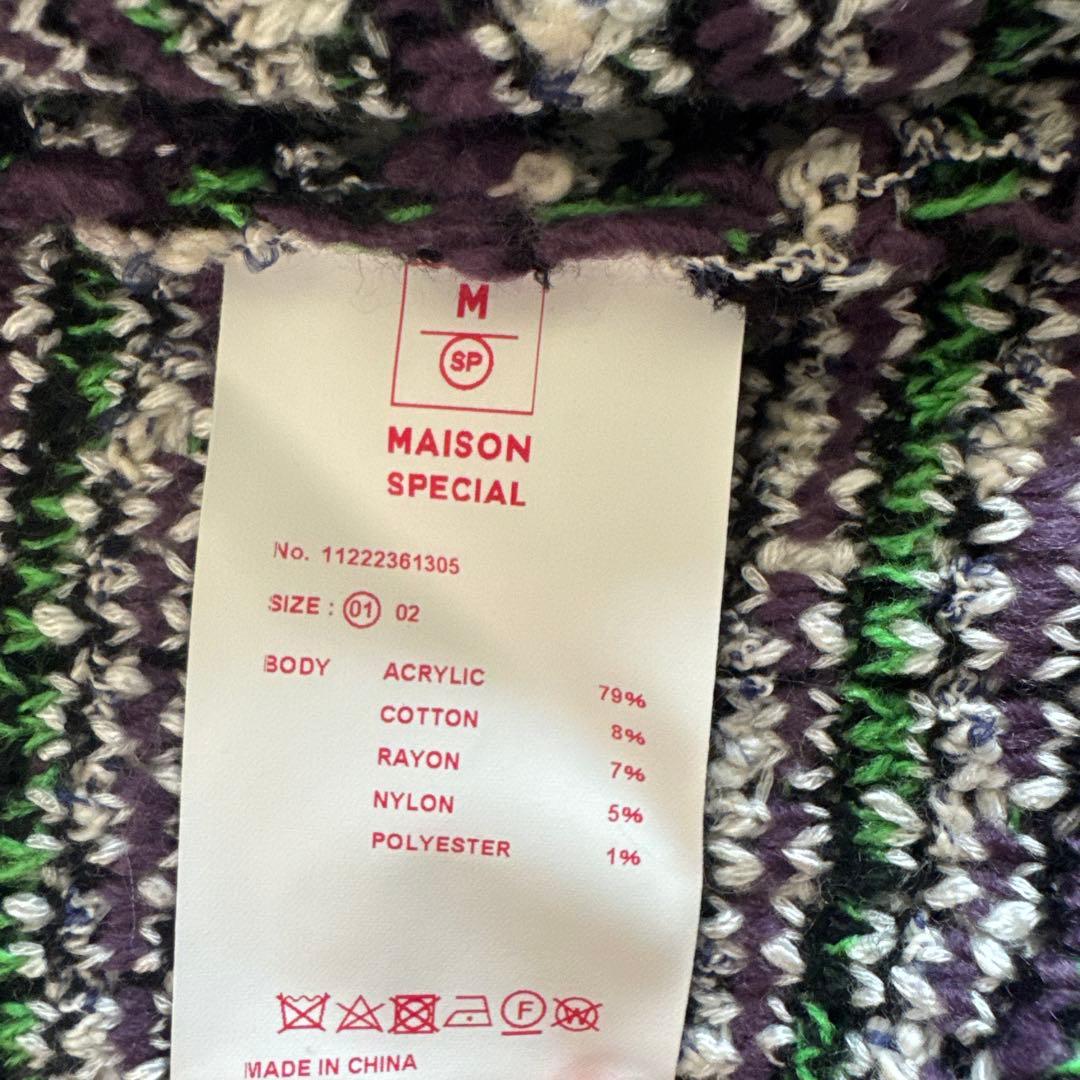 M
SP
MAISON
SPECIAL
No. 11222361305
SIZE : 01 02
BODY ACRYLIC 79%
COTTON 8%
RAYON 7%
NYLON 5%
POLYESTER 1%
F W
MADE IN CHINA